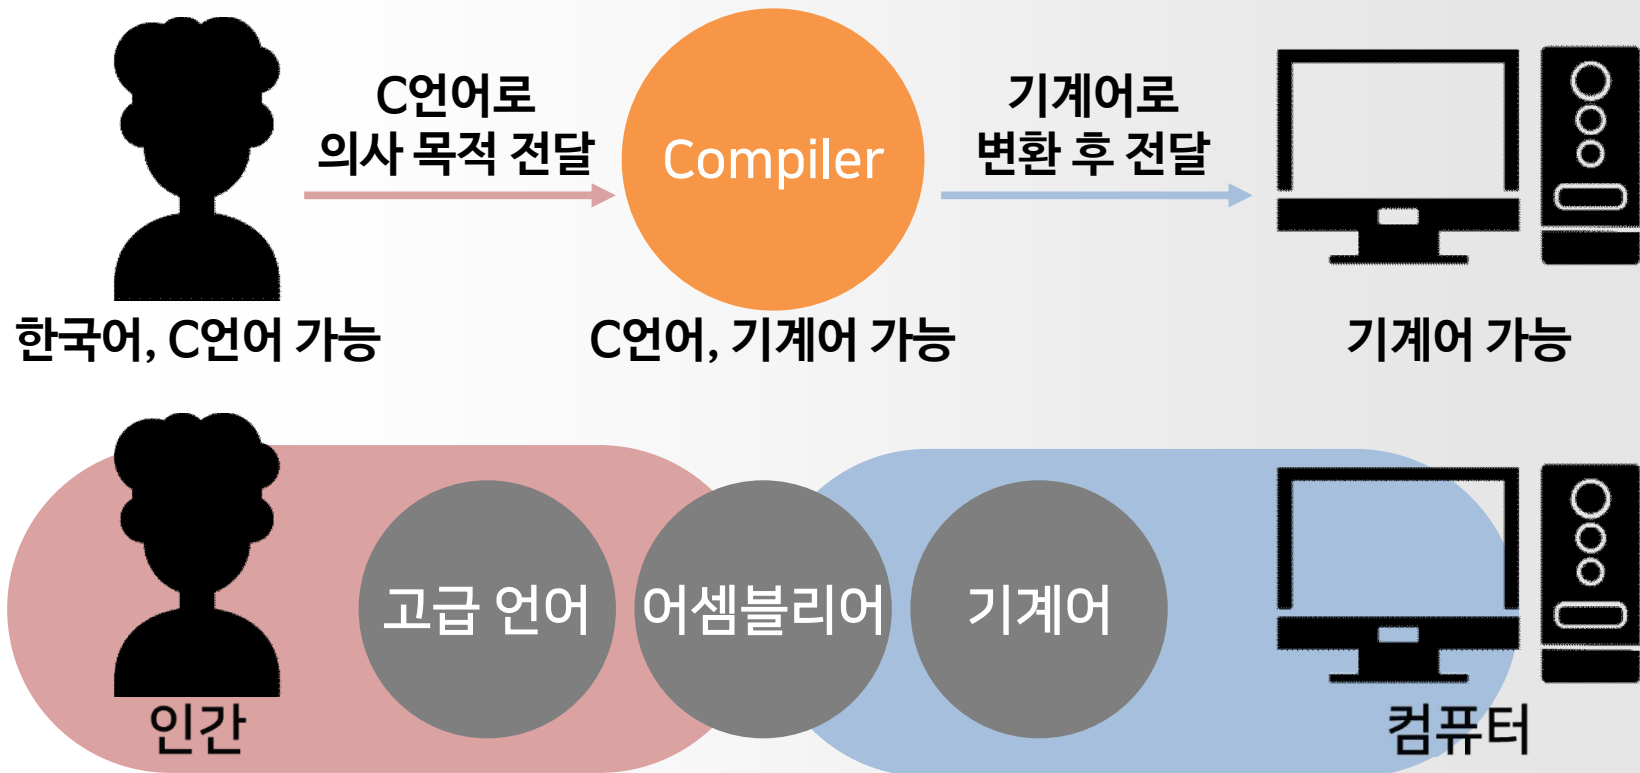 C언어로
의사 목적 전달
Compiler
기계어로
변환 후 전달
한국어, C언어 가능
C언어, 기계어 가능
기계어 가능
고급 언어
어셈블리어
기계어
인간
컴퓨터